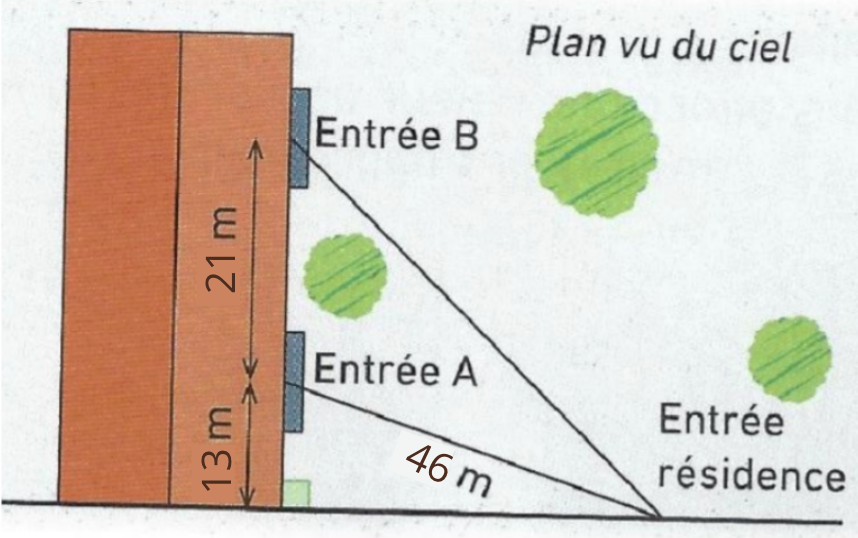 Plan vu du ciel
Entrée B
21 m
Entrée A
13 m
46 m
Entrée
résidence